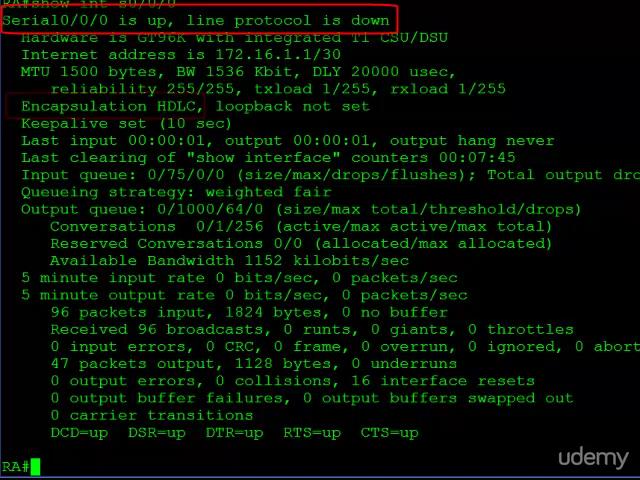 RA#show int s0/0/0
Serial0/0/0 is up, line protocol is down
Hardware is GT96K with integrated T1 CSU/DSU
Internet address is 172.16.1.1/30
MTU 1500 bytes, BW 1536 Kbit, DLY 20000 usec,
reliability 255/255, txload 1/255, rxload 1/255
Encapsulation HDLC, loopback not set
Keepalive set (10 sec)
Last input 00:00:01, output 00:00:01, output hang never
Last clearing of "show interface" counters 00:07:45
Input queue: 0/75/0/0 (size/max/drops/flushes); Total output dro
Queueing strategy: weighted fair
Output queue: 0/1000/64/0 (size/max total/threshold/drops)
Conversations 0/1/256 (active/max active/max total)
Reserved Conversations 0/0 (allocated/max allocated)
Available Bandwidth 1152 kilobits/sec
5 minute input rate 0 bits/sec, 0 packets/sec
5 minute output rate 0 bits/sec, 0 packets/sec
96 packets input, 1824 bytes, 0 no buffer
Received 96 broadcasts, 0 runts, 0 giants, 0 throttles
0 input errors, 0 CRC, 0 frame, 0 overrun, 0 ignored, 0 abort
47 packets output, 1128 bytes, 0 underruns
0 output errors, 0 collisions, 16 interface resets
0 output buffer failures, 0 output buffers swapped out
0 carrier transitions
DCD=up DSR=up DTR=up RTS=up CTS=up
RA#
udemy